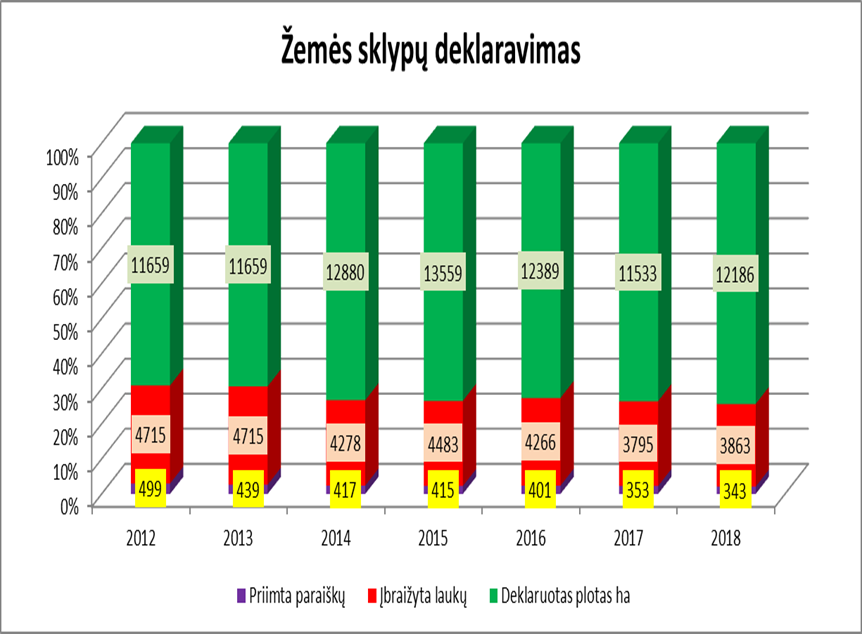 Žemės sklypų deklaravimas
100%
90%
80%
70%
60%
50%
40%
30%
20%
10%
0%
11659 11659 12880 13559 12389 11533 12186
4715 4715 4278 4483 4266 3795 3863
499 439 417 415 401 353 343
2012 2013 2014 2015 2016 2017 2018
Priimta paraiškų Įbraižyta laukų Deklaruotas plotas ha